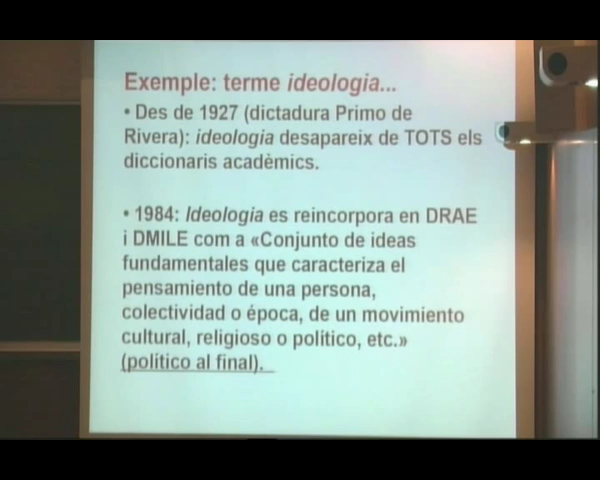 Exemple: terme ideologia...
• Des de 1927 (dictadura Primo de
Rivera): ideologia desapareix de TOTS els
diccionaris acadèmics.
• 1984: Ideologia es reincorpora en DRAE
i DMILE com a «Conjunto de ideas
fundamentales que caracteriza el
pensamiento de una persona,
colectividad o época, de un movimiento
cultural, religioso o político, etc.»
(politico al final).